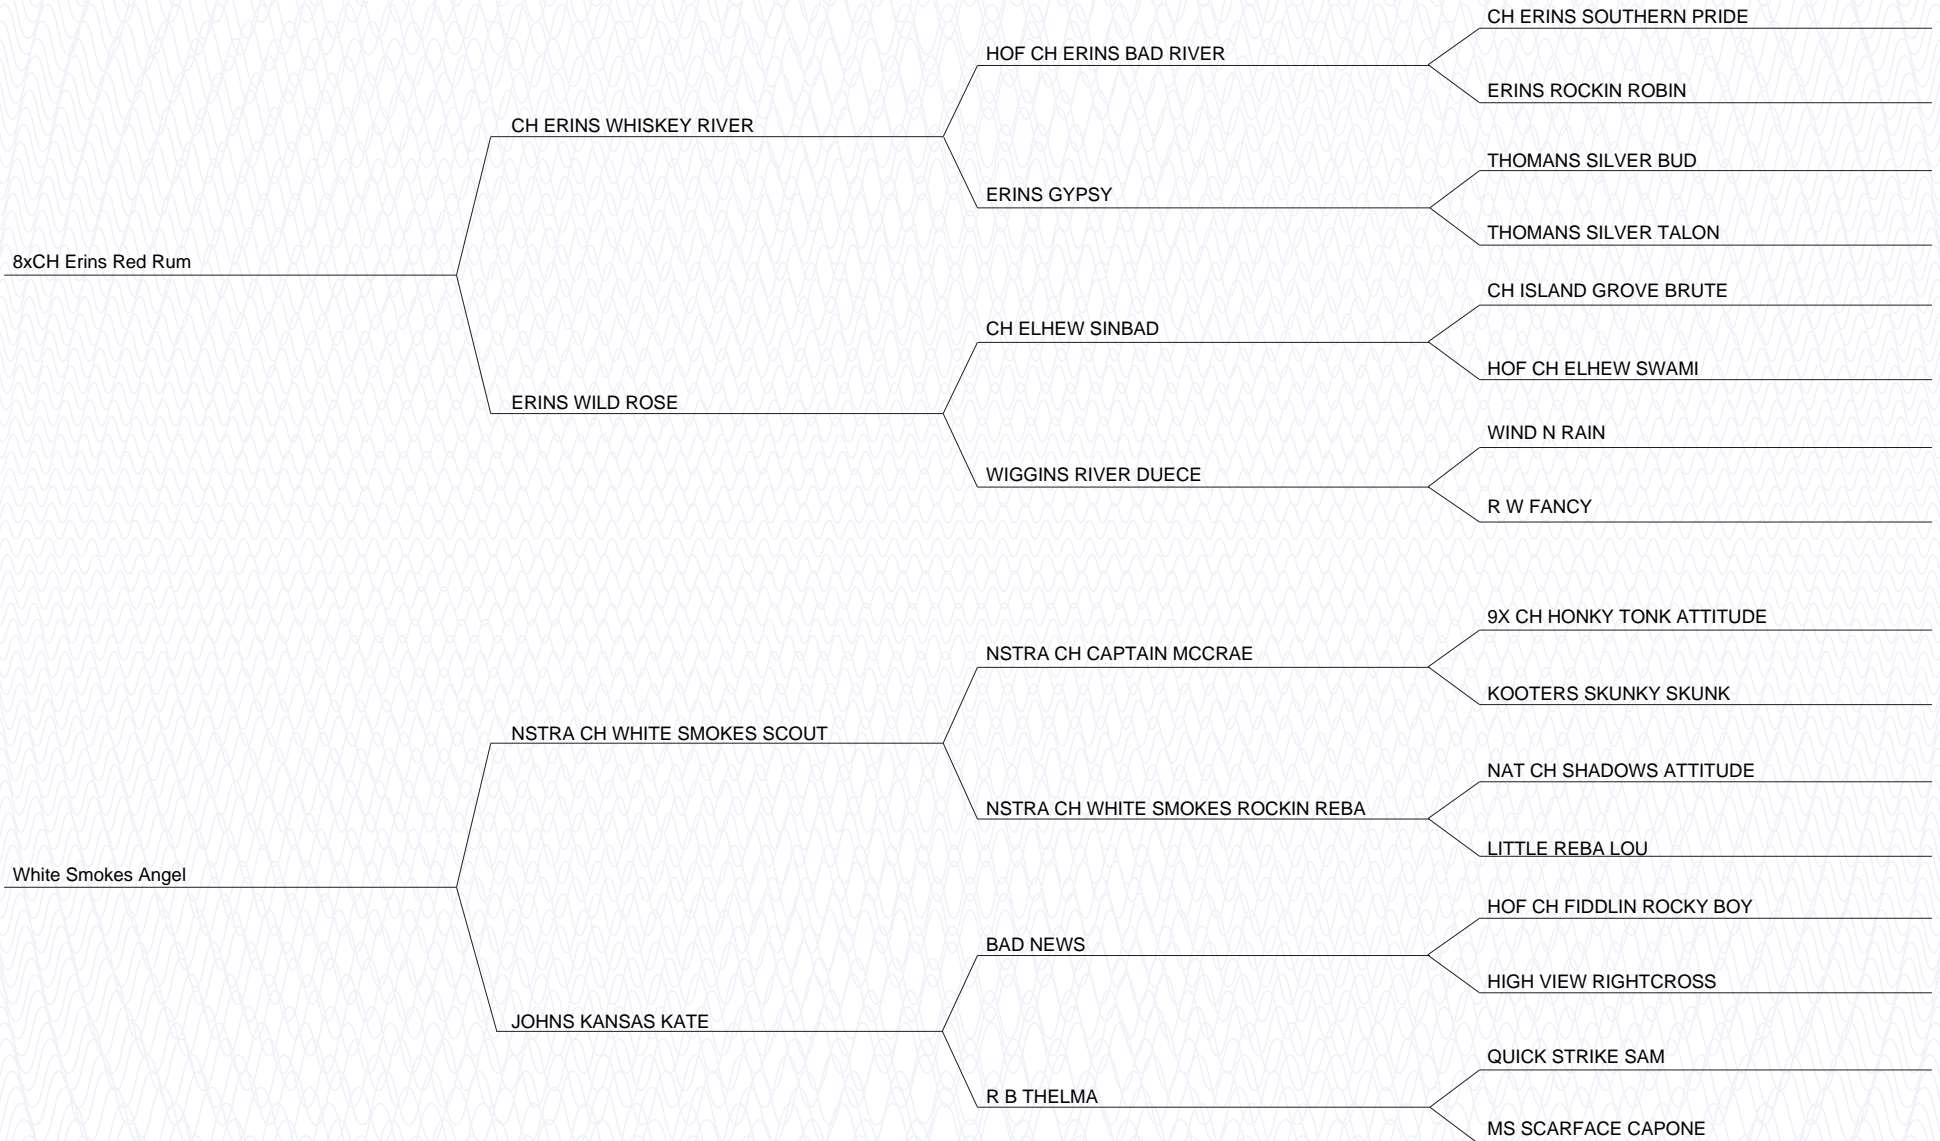 CH ERINS SOUTHERN PRIDE
HOF CH ERINS BAD RIVER
ERINS ROCKIN ROBIN
CH ERINS WHISKEY RIVER
THOMANS SILVER BUD
ERINS GYPSY
THOMANS SILVER TALON
8xCH Erins Red Rum
CH ISLAND GROVE BRUTE
CH ELHEW SINBAD
HOF CH ELHEW SWAMI
ERINS WILD ROSE
WIND N RAIN
WIGGINS RIVER DUECE
R W FANCY
9X CH HONKY TONK ATTITUDE
NSTRA CH CAPTAIN MCCRAE
KOOTERS SKUNKY SKUNK
NSTRA CH WHITE SMOKES SCOUT
NAT CH SHADOWS ATTITUDE
NSTRA CH WHITE SMOKES ROCKIN REBA
LITTLE REBA LOU
White Smokes Angel
HOF CH FIDDLIN ROCKY BOY
BAD NEWS
HIGH VIEW RIGHTCROSS
JOHNS KANSAS KATE
QUICK STRIKE SAM
R B THELMA
MS SCARFACE CAPONE